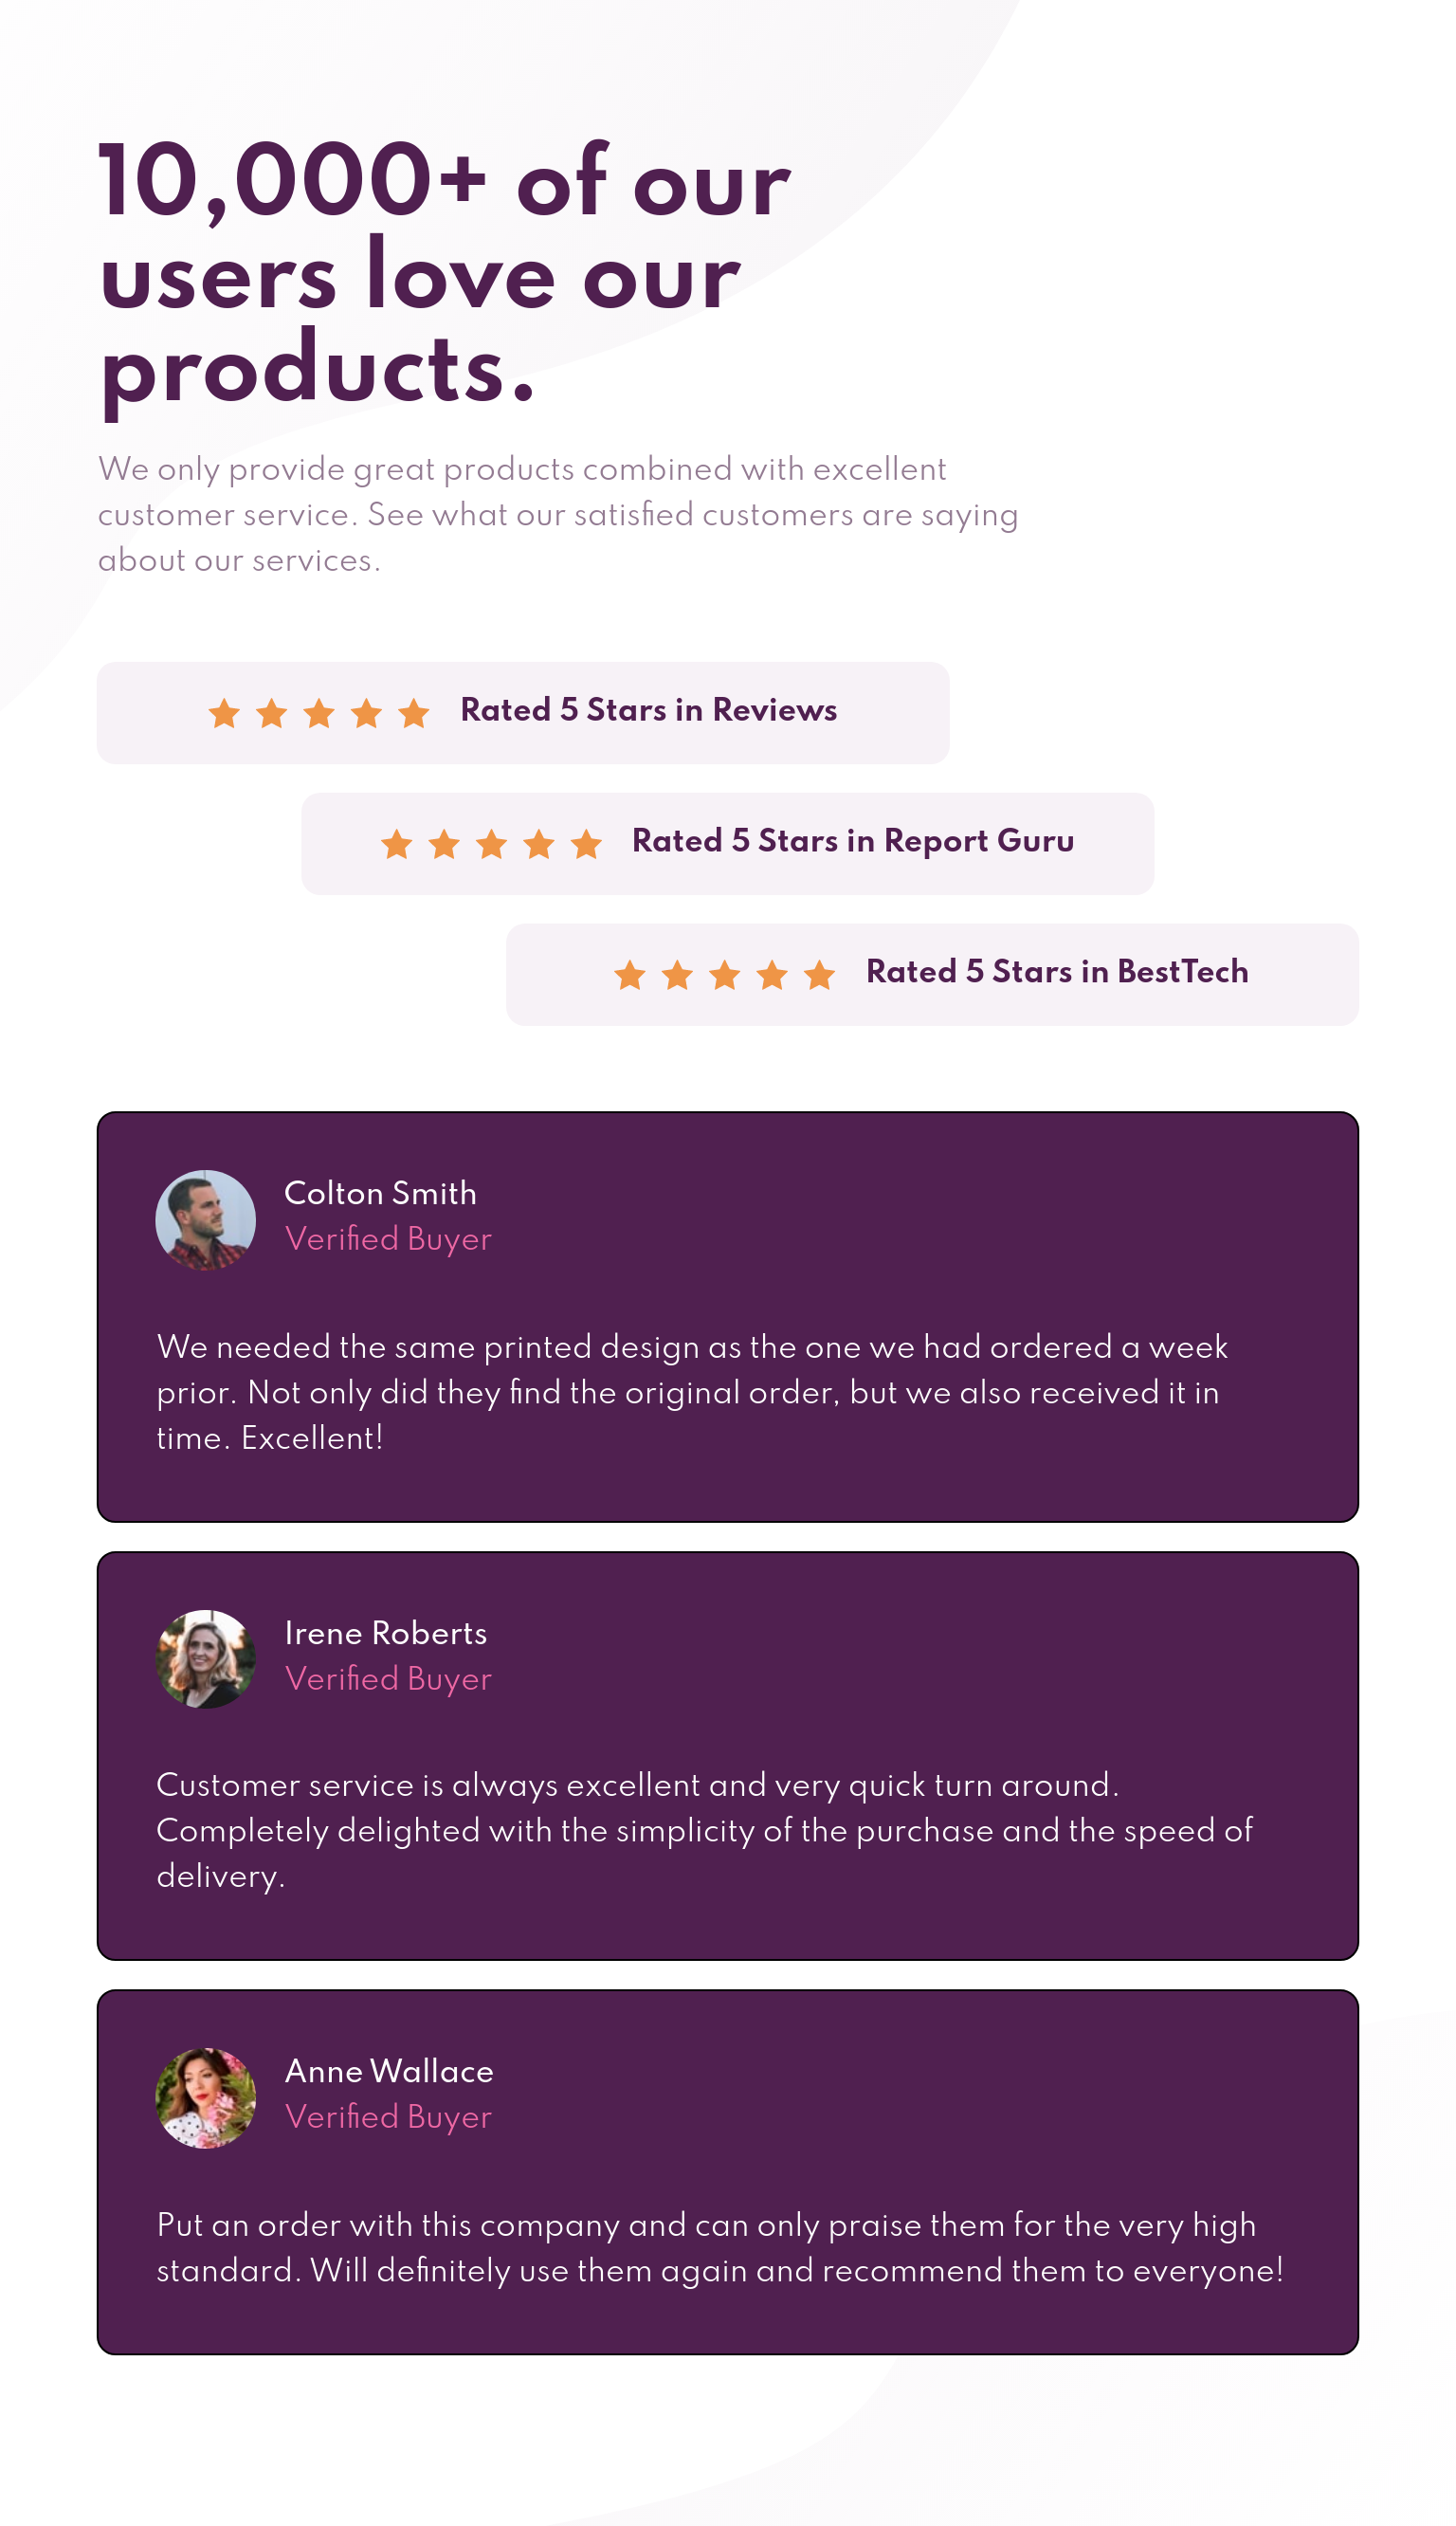 10,000+ of our
users love our
products.
We only provide great products combined with excellent
customer service. See what our satisfied customers are saying
about our services.
Rated 5 Stars in Reviews
Rated 5 Stars in Report Guru
Rated 5 Stars in BestTech
Colton Smith
Verified Buyer
We needed the same printed design as the one we had ordered a week
prior. Not only did they find the original order, but we also received it in
time. Excellent!
Irene Roberts
Verified Buyer
Customer service is always excellent and very quick turn around.
Completely delighted with the simplicity of the purchase and the speed of
delivery.
Anne Wallace
Verified Buyer
Put an order with this company and can only praise them for the very high
standard. Will definitely use them again and recommend them to everyone!